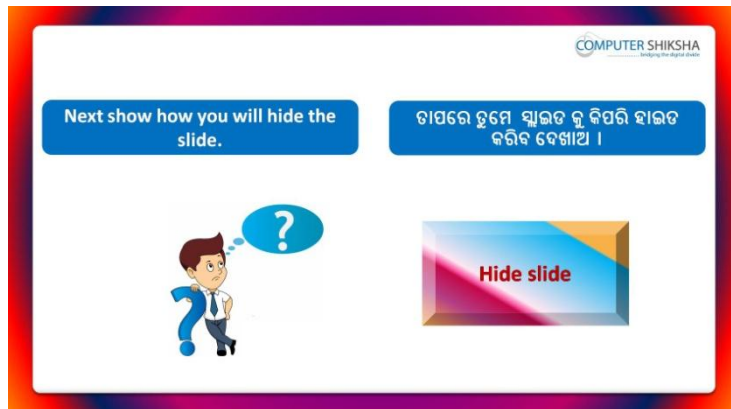 COMPUTER SHIKSHA
bridging the digital divide
Next show how you will hide the
slide.
ତାପରେ ତୁମେ ସ୍ଲାଇଡ କୁ କିପରି ହାଇଡ
କରିବ ଦେଖାଅ ।
?
?
Hide slide